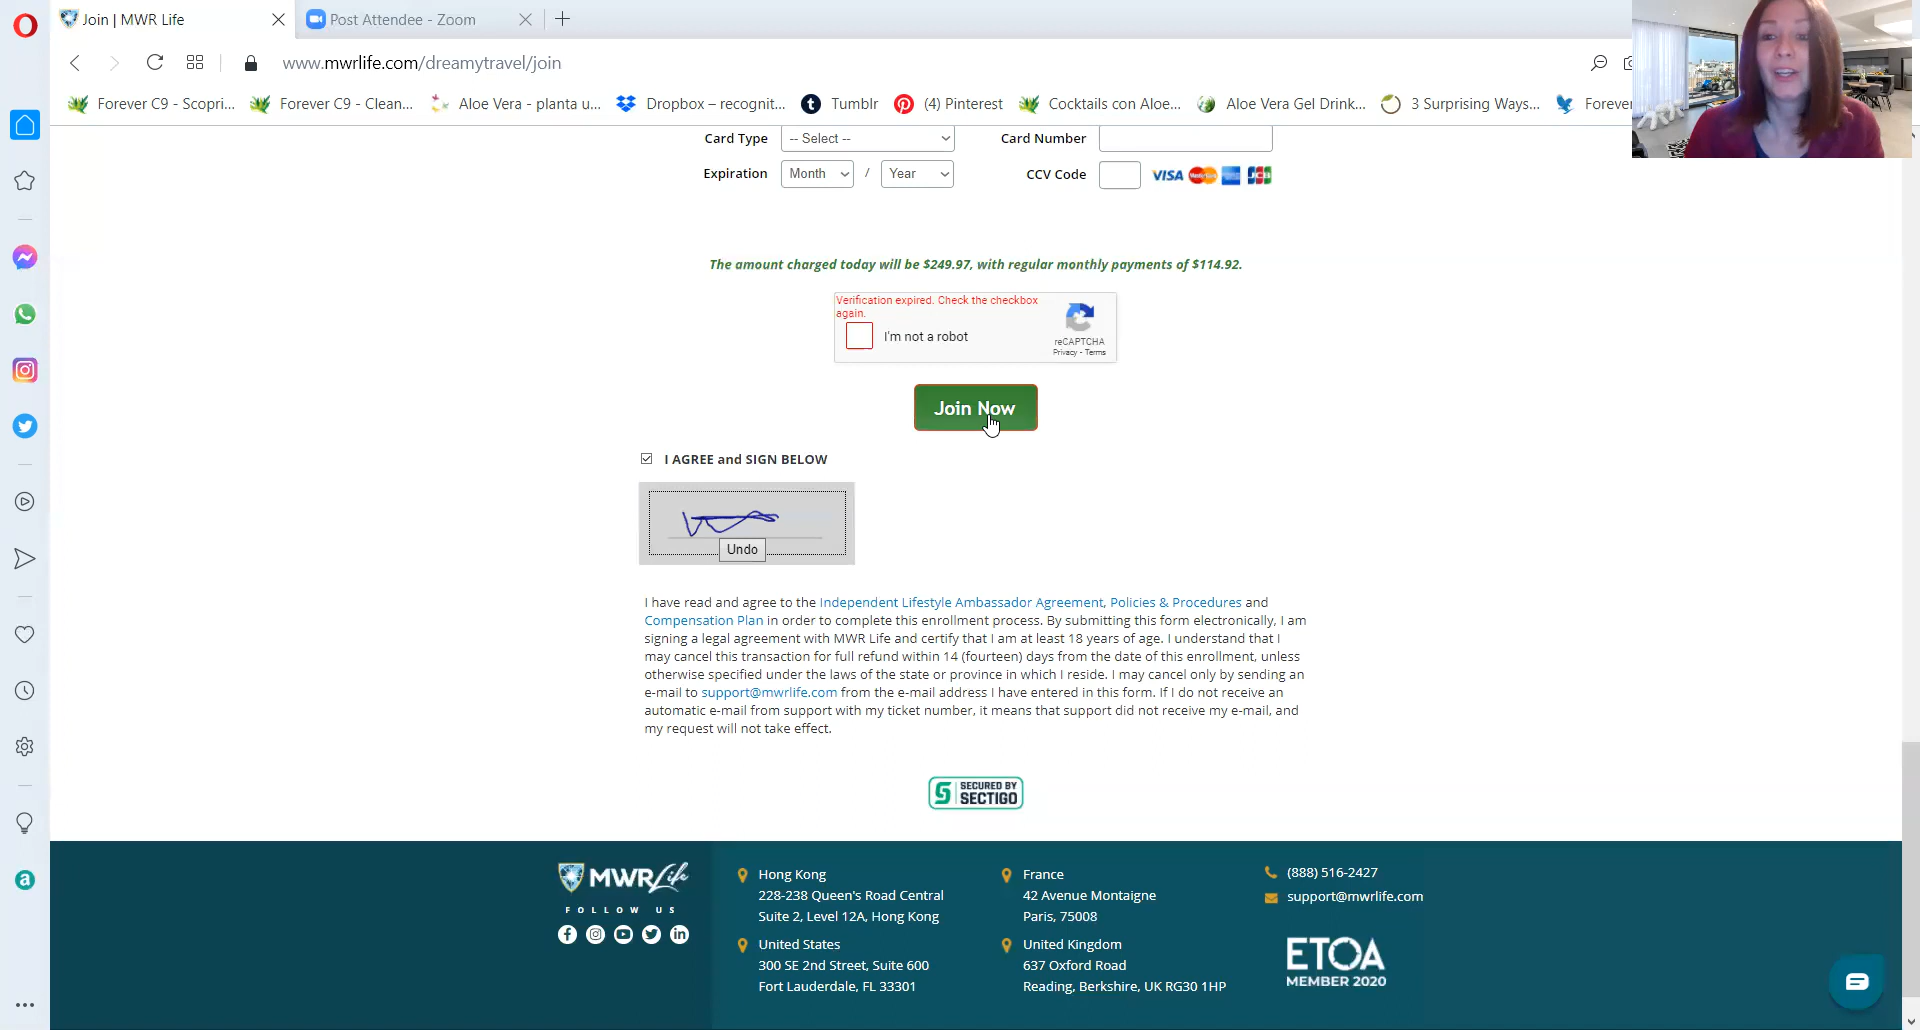 Join | MWR Life
Post Attendee - Zoom
www.mwrlife.com/dreamytravel/join
Forever C9 - Scopri...
Forever C9 - Clean...
Aloe Vera - planta u...
Dropbox – recognit...
Tumblr
(4) Pinterest
Cocktails con Aloe...
Aloe Vera Gel Drink...
3 Surprising Ways...
Forever
Card Type
-- Select --
Card Number
Expiration
Month
/
Year
CCV Code
VISA
MasterCard
JCB
The amount charged today will be $249.97, with regular monthly payments of $114.92.
Verification expired. Check the checkbox
again.
I'm not a robot
reCAPTCHA
Privacy - Terms
Join Now
I AGREE and SIGN BELOW
Undo
I have read and agree to the Independent Lifestyle Ambassador Agreement, Policies & Procedures and
Compensation Plan in order to complete this enrollment process. By submitting this form electronically, I am
signing a legal agreement with MWR Life and certify that I am at least 18 years of age. I understand that I
may cancel this transaction for full refund within 14 (fourteen) days from the date of this enrollment, unless
otherwise specified under the laws of the state or province in which I reside. I may cancel only by sending an
e-mail to support@mwrlife.com from the e-mail address I have entered in this form. If I do not receive an
automatic e-mail from support with my ticket number, it means that support did not receive my e-mail, and
my request will not take effect.
S SECURED BY
SECTIGO
MWR Life
FOLLOW US
Hong Kong
228-238 Queen's Road Central
Suite 2, Level 12A, Hong Kong
United States
300 SE 2nd Street, Suite 600
Fort Lauderdale, FL 33301
France
42 Avenue Montaigne
Paris, 75008
United Kingdom
637 Oxford Road
Reading, Berkshire, UK RG30 1HP
(888) 516-2427
support@mwrlife.com
ETOA
MEMBER 2020